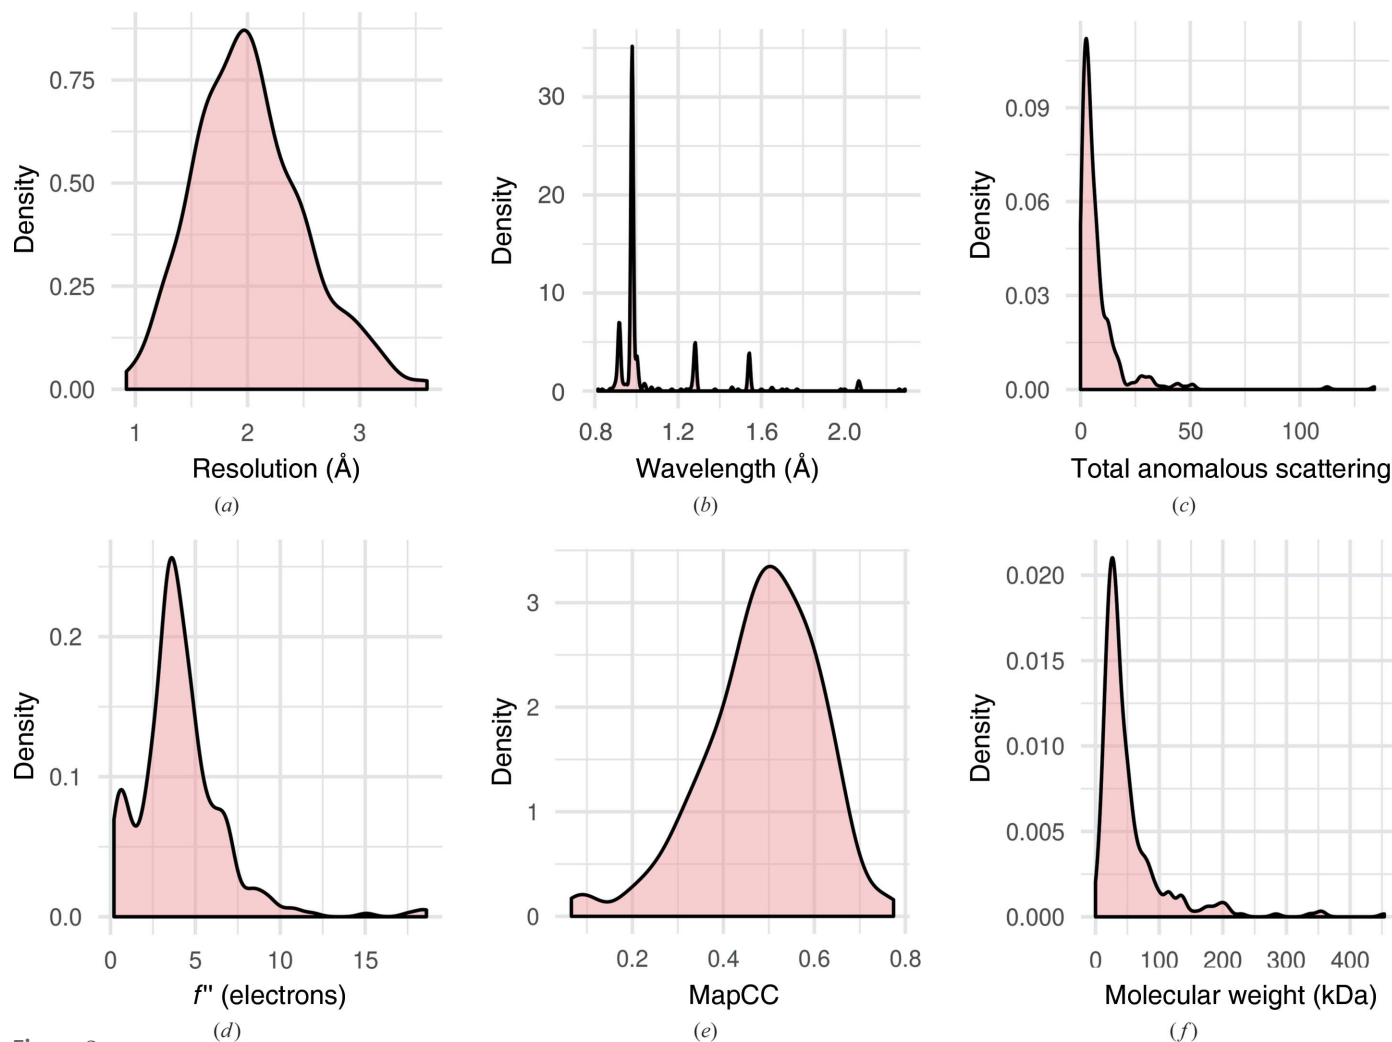 0.75
0.50
0.25
0.00
Density
1 2 3
Resolution (Å)
(a)
30
20
10
0
Density
0.8 1.2 1.6 2.0
Wavelength (Å)
(b)
0.09
0.06
0.03
0.00
Density
0 50 100
Total anomalous scattering
(c)
0.2
0.1
0.0
Density
0 5 10 15
f'' (electrons)
(d)
3
2
1
0
Density
0.2 0.4 0.6 0.8
MapCC
(e)
0.020
0.015
0.010
0.005
0.000
Density
0 100 200 300 400
Molecular weight (kDa)
(f)